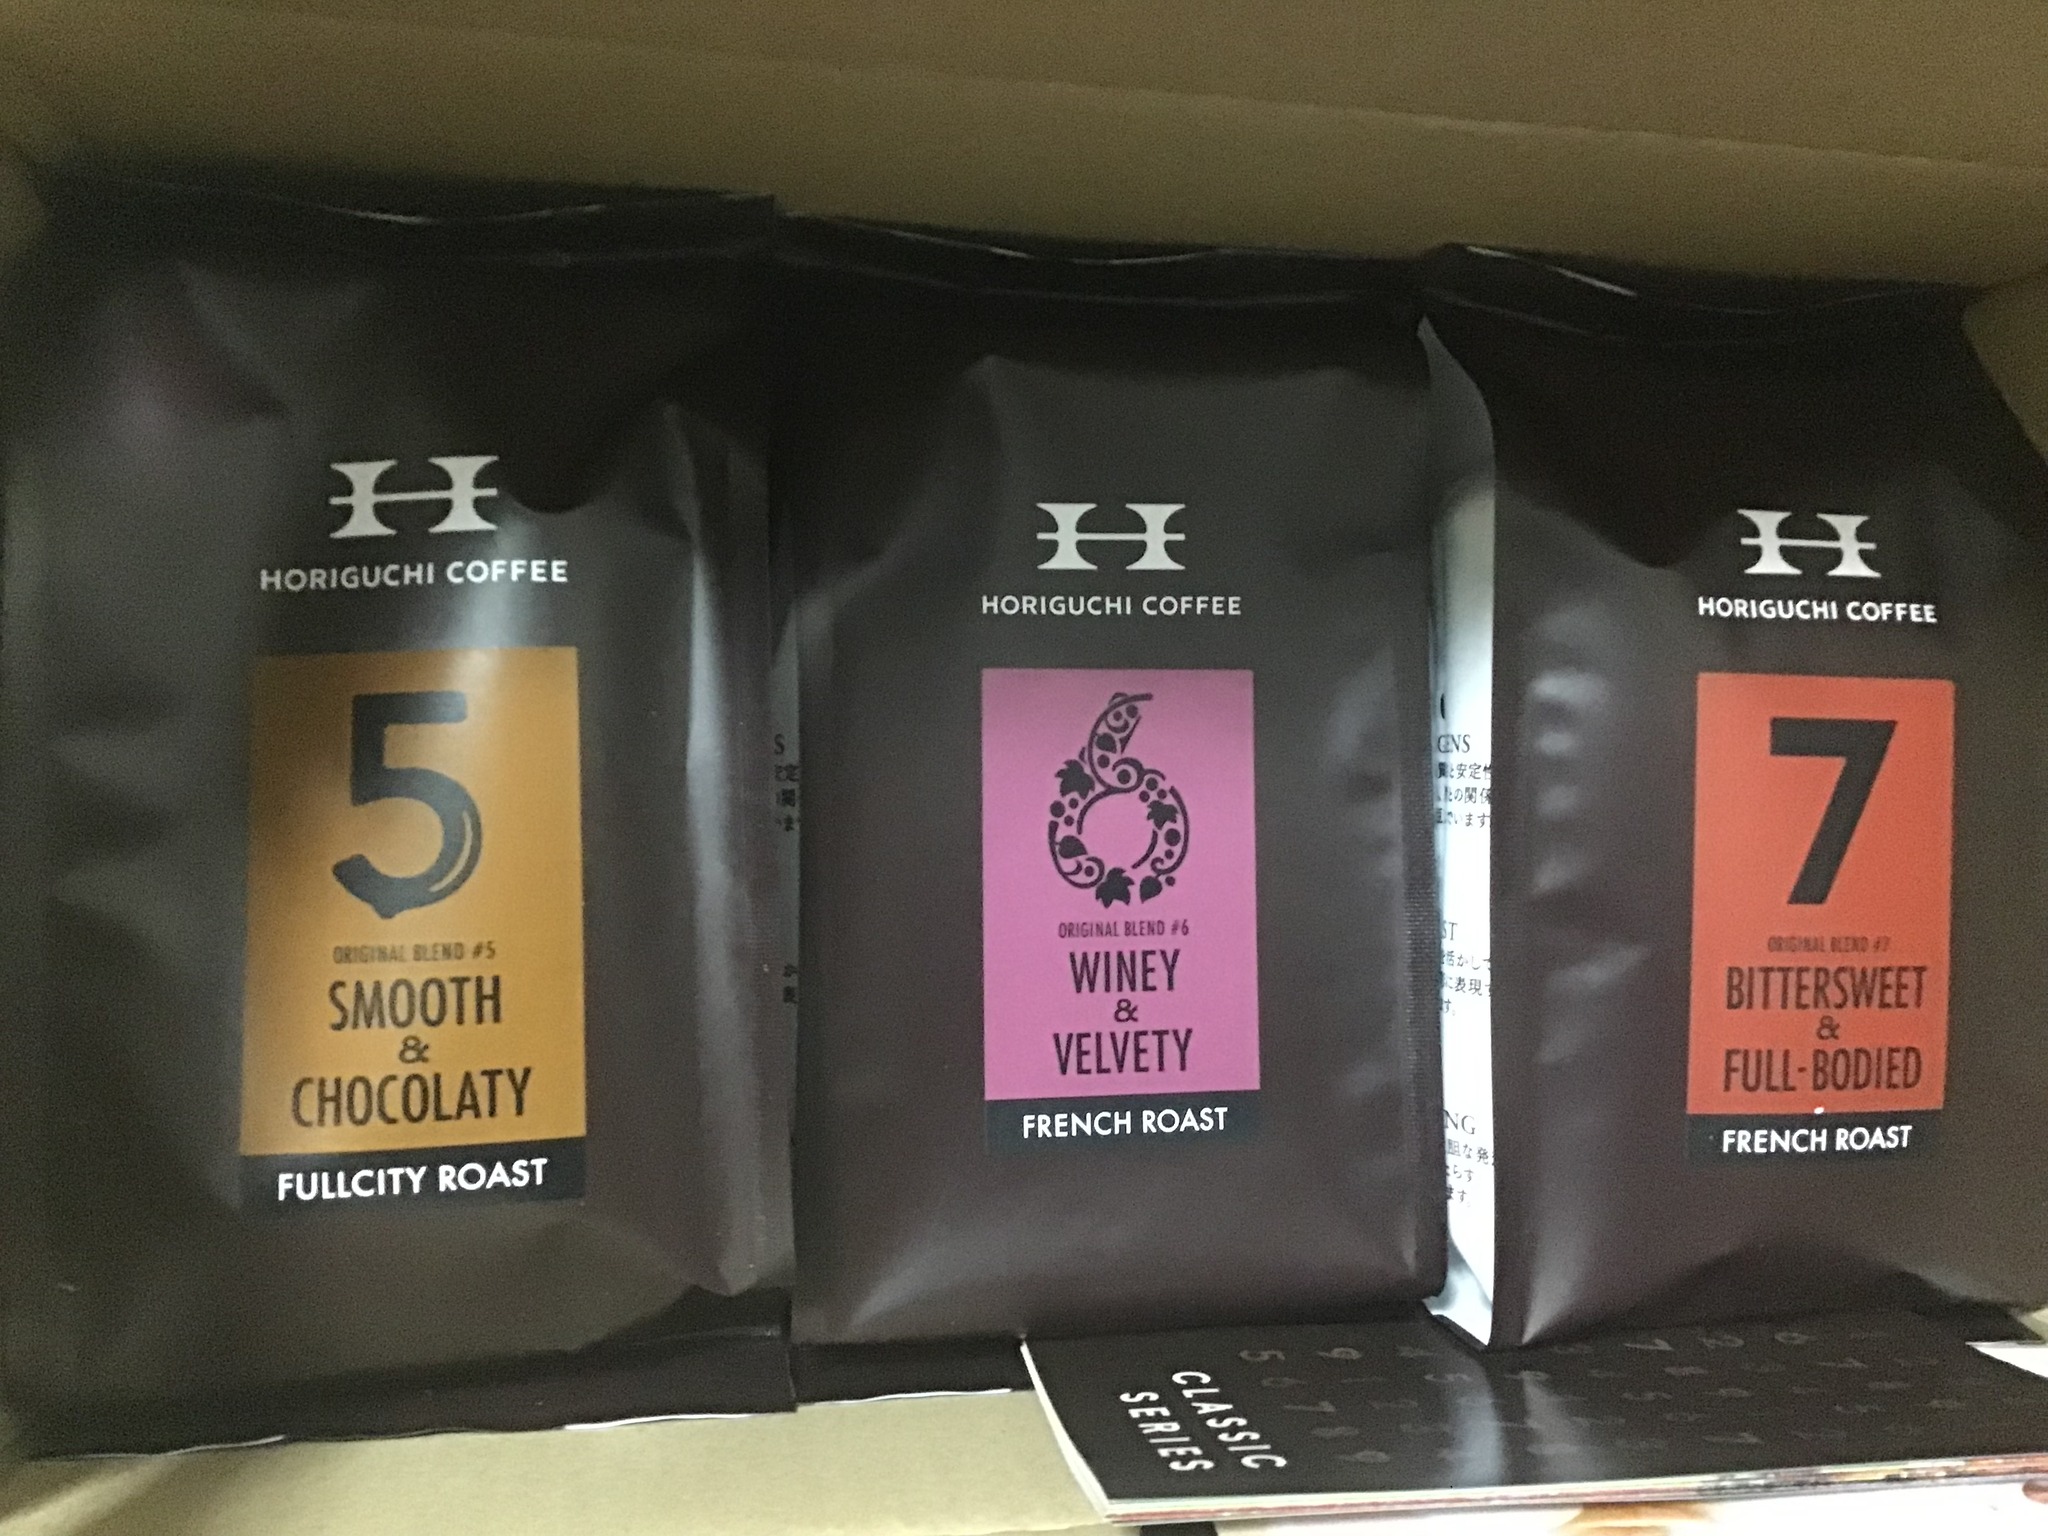 H
HORIGUCHI COFFEE
5
ORIGINAL BLEND #5
SMOOTH
&
CHOCOLATY
FULLCITY ROAST
H
HORIGUCHI COFFEE
6
ORIGINAL BLEND #6
WINEY
&
VELVETY
FRENCH ROAST
H
HORIGUCHI COFFEE
7
ORIGINAL BLEND #7
BITTERSWEET
&
FULL-BODIED
FRENCH ROAST
CLASSIC
SERIES